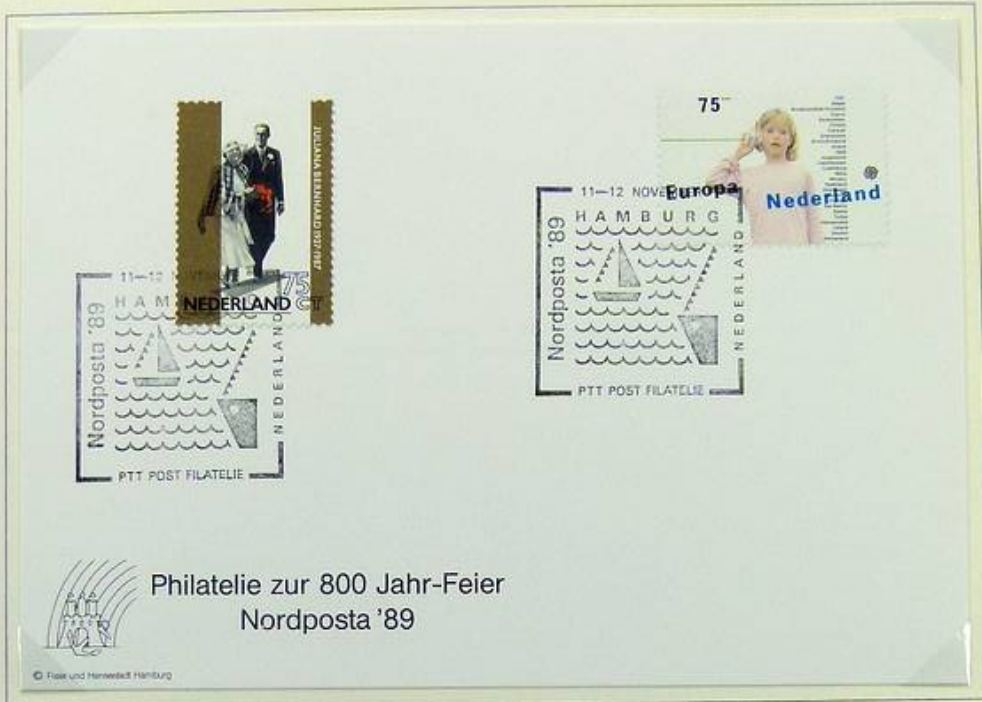 JULIANA BERNHARD 1937-1987
75
NEDERLAND CT
75
Europa
Nederland
11—12
HAM
Nordposta '89
NEDERLAND
PTT POST FILATELIE
11—12 NOVEMBER
HAMBURG
Nordposta '89
NEDERLAND
PTT POST FILATELIE
Philatelie zur 800 Jahr-Feier
Nordposta '89
© Freie und Hansestadt Hamburg